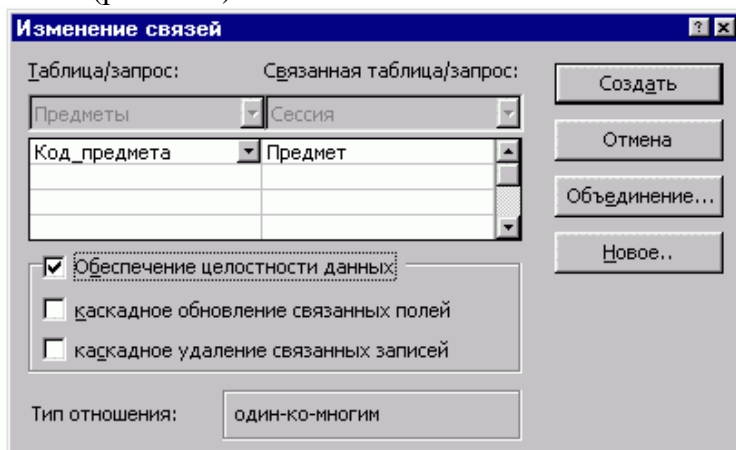 Изменение связей
Таблица/запрос: Связанная таблица/запрос:
Создать
Предметы Сессия
Отмена
Код_предмета Предмет
Объединение...
Новое..
Обеспечение целостности данных
каскадное обновление связанных полей
каскадное удаление связанных записей
Тип отношения: один-ко-многим